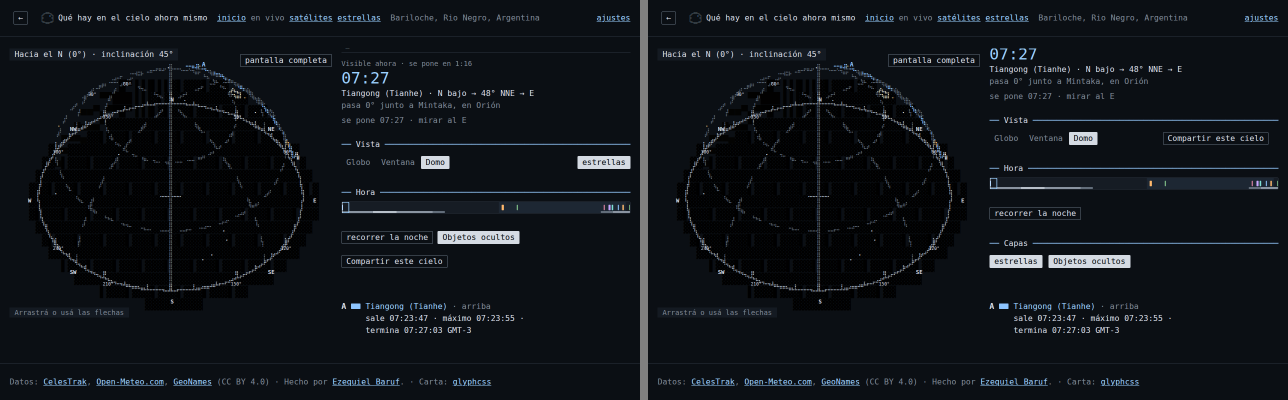 ← Qué hay en el cielo ahora mismo inicio en vivo satélites estrellas Bariloche, Rio Negro, Argentina ajustes
Hacia el N (0°) · inclinación 45°
pantalla completa
A
N
NE
E
SE
S
SW
W
NW
210°
150°
Arrastrá o usá las flechas
Visible ahora · se pone en 1:16
07:27
Tiangong (Tianhe) · N bajo → 48° NNE → E
pasa 0° junto a Mintaka, en Orión
se pone 07:27 · mirar al E
Vista
Globo Ventana Domo estrellas
Hora
recorrer la noche Objetos ocultos
Compartir este cielo
A Tiangong (Tianhe) · arriba
sale 07:23:47 · máximo 07:23:55 ·
termina 07:27:03 GMT-3
Datos: CelesTrak, Open-Meteo.com, GeoNames (CC BY 4.0) · Hecho por Ezequiel Baruf. · Carta: glyphcss
← Qué hay en el cielo ahora mismo inicio en vivo satélites estrellas Bariloche, Rio Negro, Argentina ajustes
Hacia el N (0°) · inclinación 45°
pantalla completa
A
N
NE
E
SE
S
SW
W
NW
210°
150°
Arrastrá o usá las flechas
07:27
Tiangong (Tianhe) · N bajo → 48° NNE → E
pasa 0° junto a Mintaka, en Orión
se pone 07:27 · mirar al E
Vista
Globo Ventana Domo Compartir este cielo
Hora
recorrer la noche
Capas
estrellas Objetos ocultos
A Tiangong (Tianhe) · arriba
sale 07:23:47 · máximo 07:23:55 ·
termina 07:27:03 GMT-3
Datos: CelesTrak, Open-Meteo.com, GeoNames (CC BY 4.0) · Hecho por Ezequiel Baruf. · Carta: glyphcss